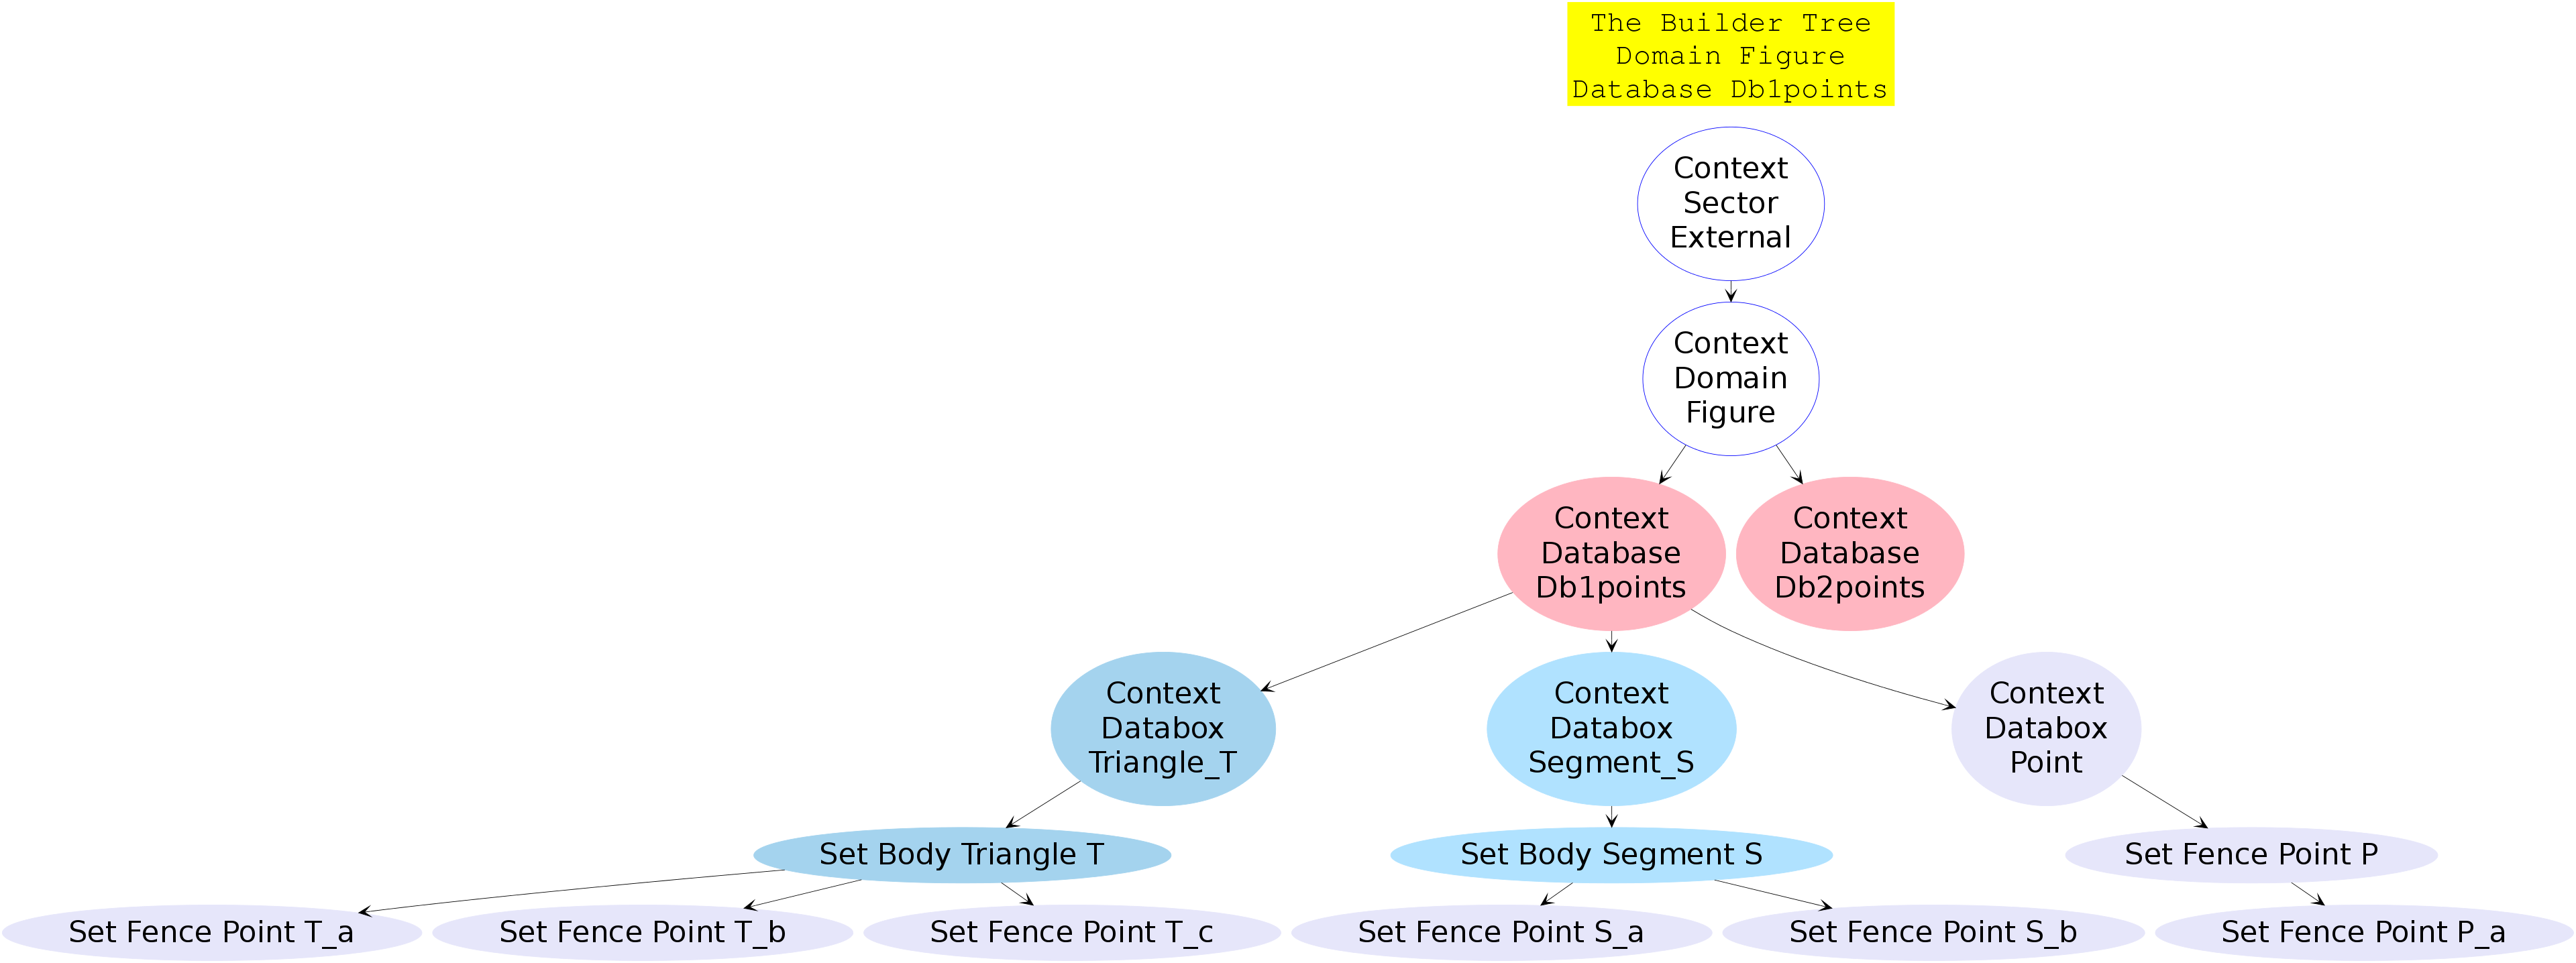 The Builder Tree
Domain Figure
Database Db1points
Context
Sector
External
Context
Domain
Figure
Context
Database
Db1points
Context
Database
Db2points
Context
Databox
Triangle_T
Context
Databox
Segment_S
Context
Databox
Point
Set Body Triangle T
Set Body Segment S
Set Fence Point P
Set Fence Point T_a
Set Fence Point T_b
Set Fence Point T_c
Set Fence Point S_a
Set Fence Point S_b
Set Fence Point P_a